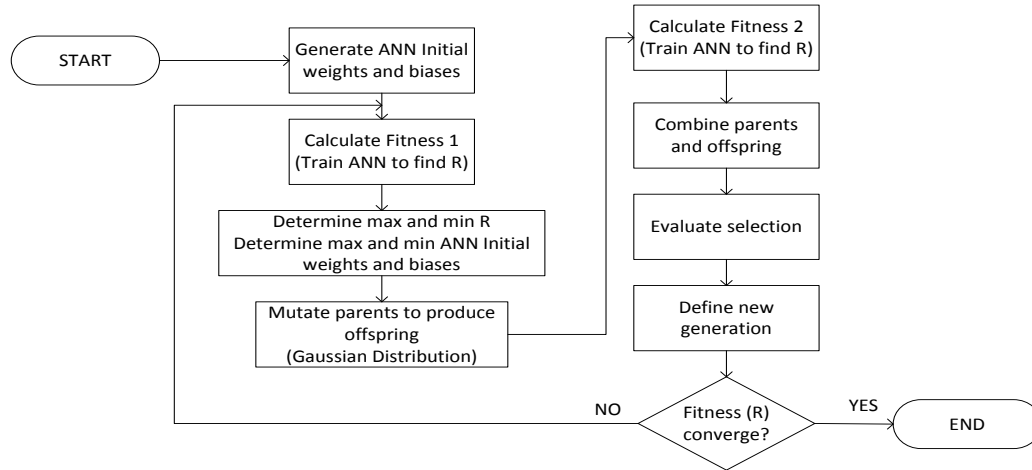 START
Generate ANN Initial
weights and biases
Calculate Fitness 1
(Train ANN to find R)
Determine max and min R
Determine max and min ANN Initial
weights and biases
Mutate parents to produce
offspring
(Gaussian Distribution)
Calculate Fitness 2
(Train ANN to find R)
Combine parents
and offspring
Evaluate selection
Define new
generation
Fitness (R)
converge?
NO
YES
END